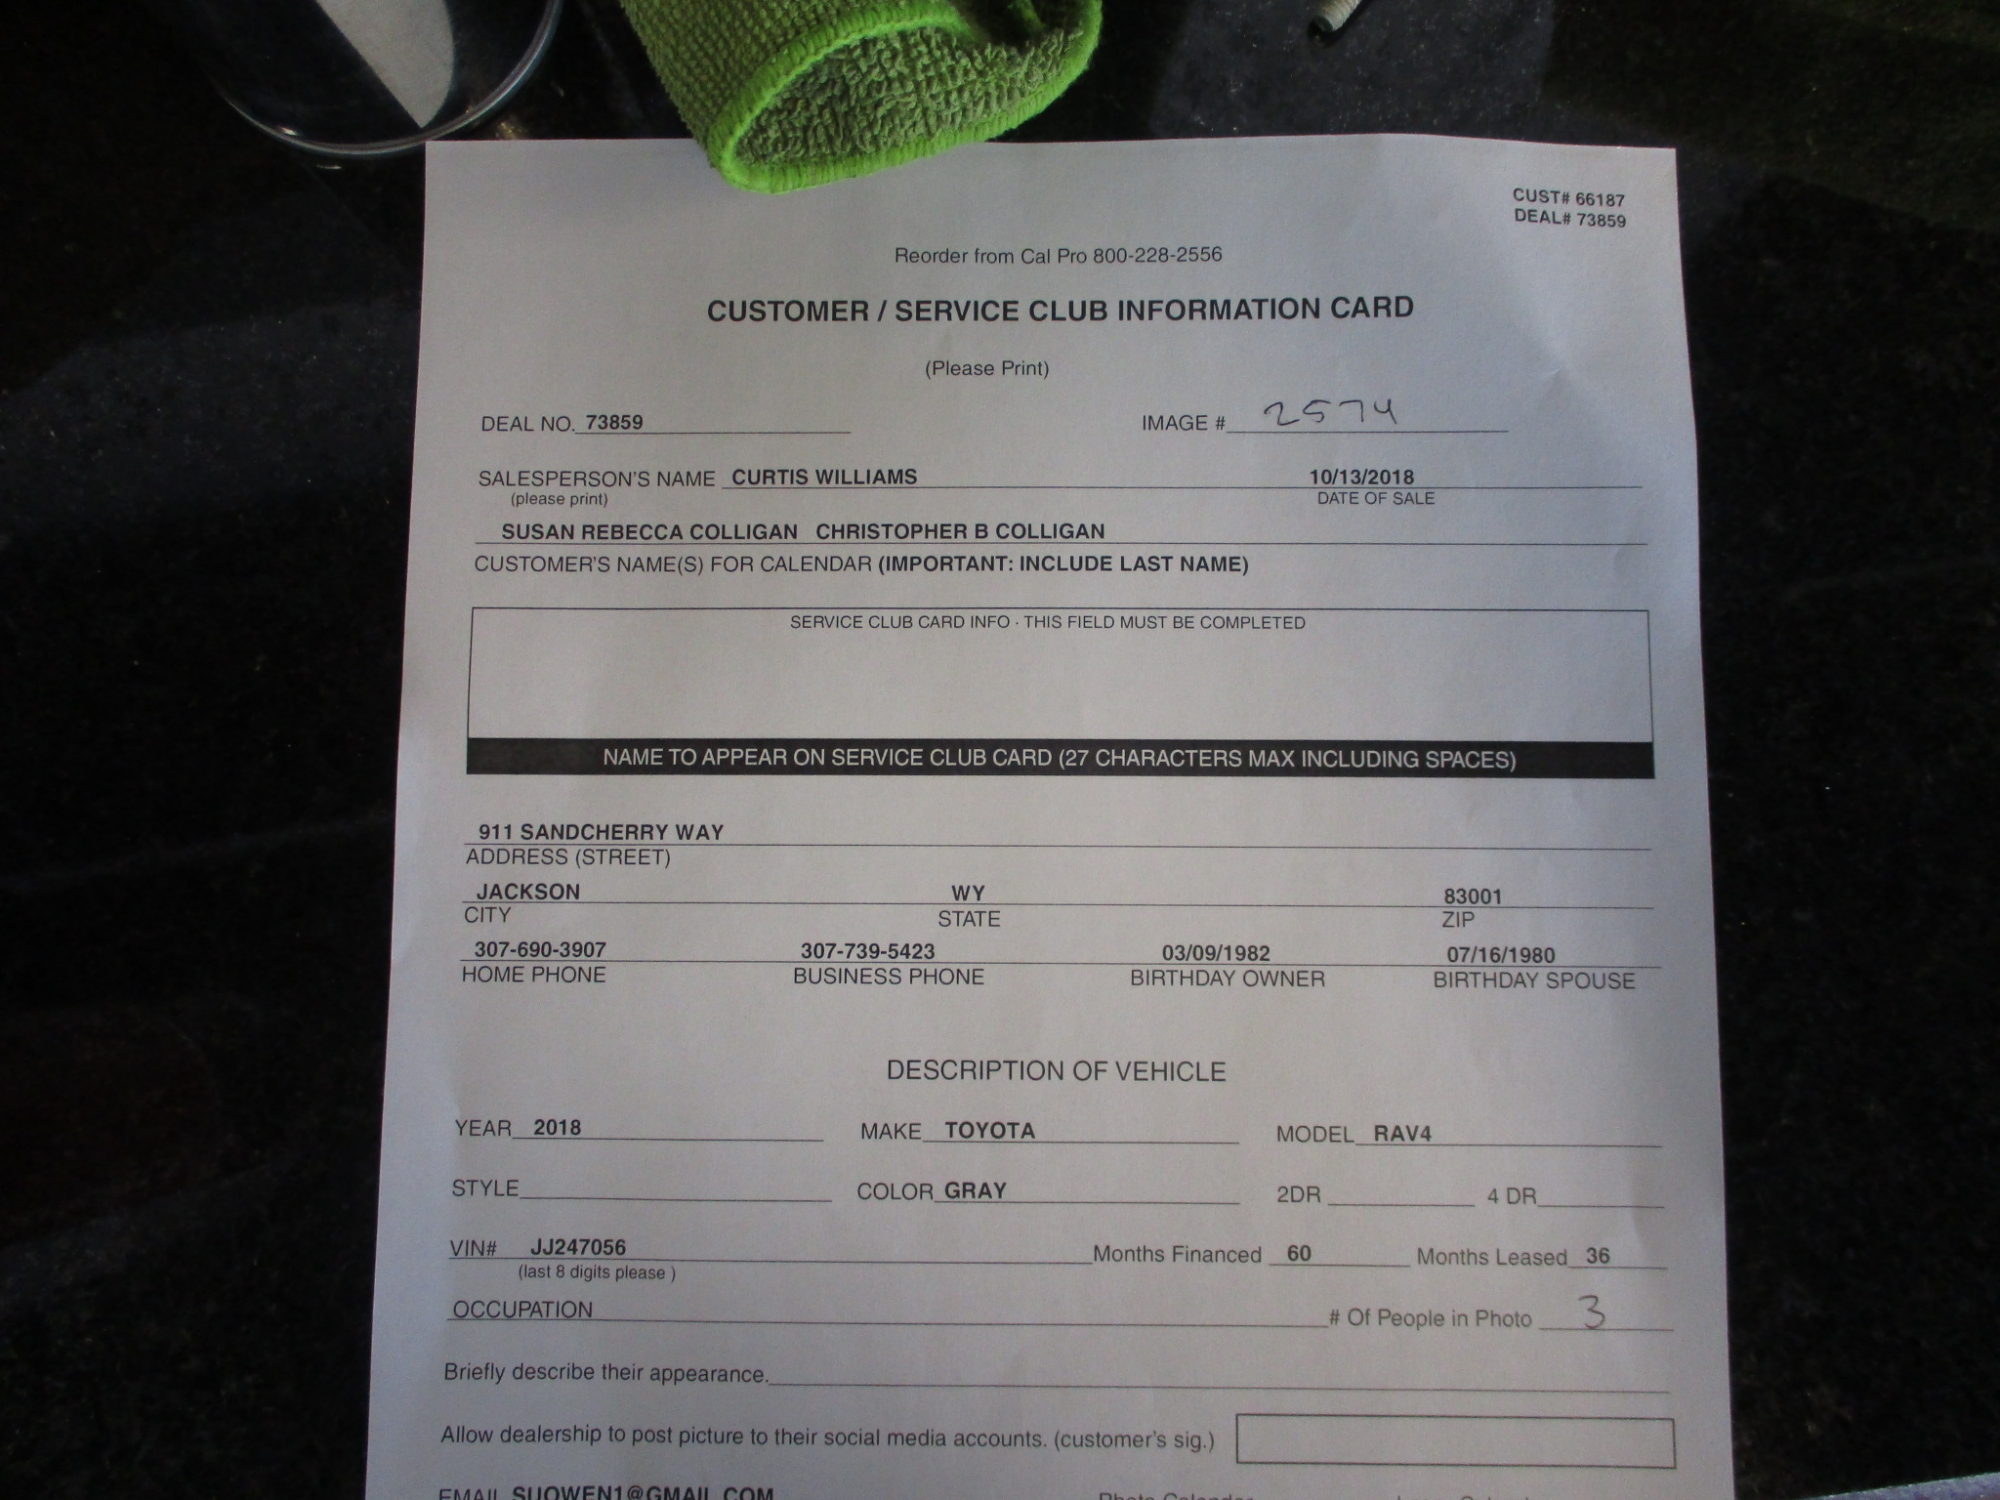 CUST# 66187
DEAL# 73859
Reorder from Cal Pro 800-228-2556
CUSTOMER / SERVICE CLUB INFORMATION CARD
(Please Print)
DEAL NO. 73859 IMAGE # 2574
SALESPERSON'S NAME CURTIS WILLIAMS 10/13/2018
(please print) DATE OF SALE
SUSAN REBECCA COLLIGAN CHRISTOPHER B COLLIGAN
CUSTOMER'S NAME(S) FOR CALENDAR (IMPORTANT: INCLUDE LAST NAME)
SERVICE CLUB CARD INFO - THIS FIELD MUST BE COMPLETED
NAME TO APPEAR ON SERVICE CLUB CARD (27 CHARACTERS MAX INCLUDING SPACES)
911 SANDCHERRY WAY
ADDRESS (STREET)
JACKSON WY 83001
CITY STATE ZIP
307-690-3907 307-739-5423 03/09/1982 07/16/1980
HOME PHONE BUSINESS PHONE BIRTHDAY OWNER BIRTHDAY SPOUSE
DESCRIPTION OF VEHICLE
YEAR 2018 MAKE TOYOTA MODEL RAV4
STYLE COLOR GRAY 2DR 4 DR
VIN# JJ247056 Months Financed 60 Months Leased 36
(last 8 digits please )
OCCUPATION # Of People in Photo 3
Briefly describe their appearance.
Allow dealership to post picture to their social media accounts. (customer's sig.)
EMAIL SUOWEN1@GMAIL.COM